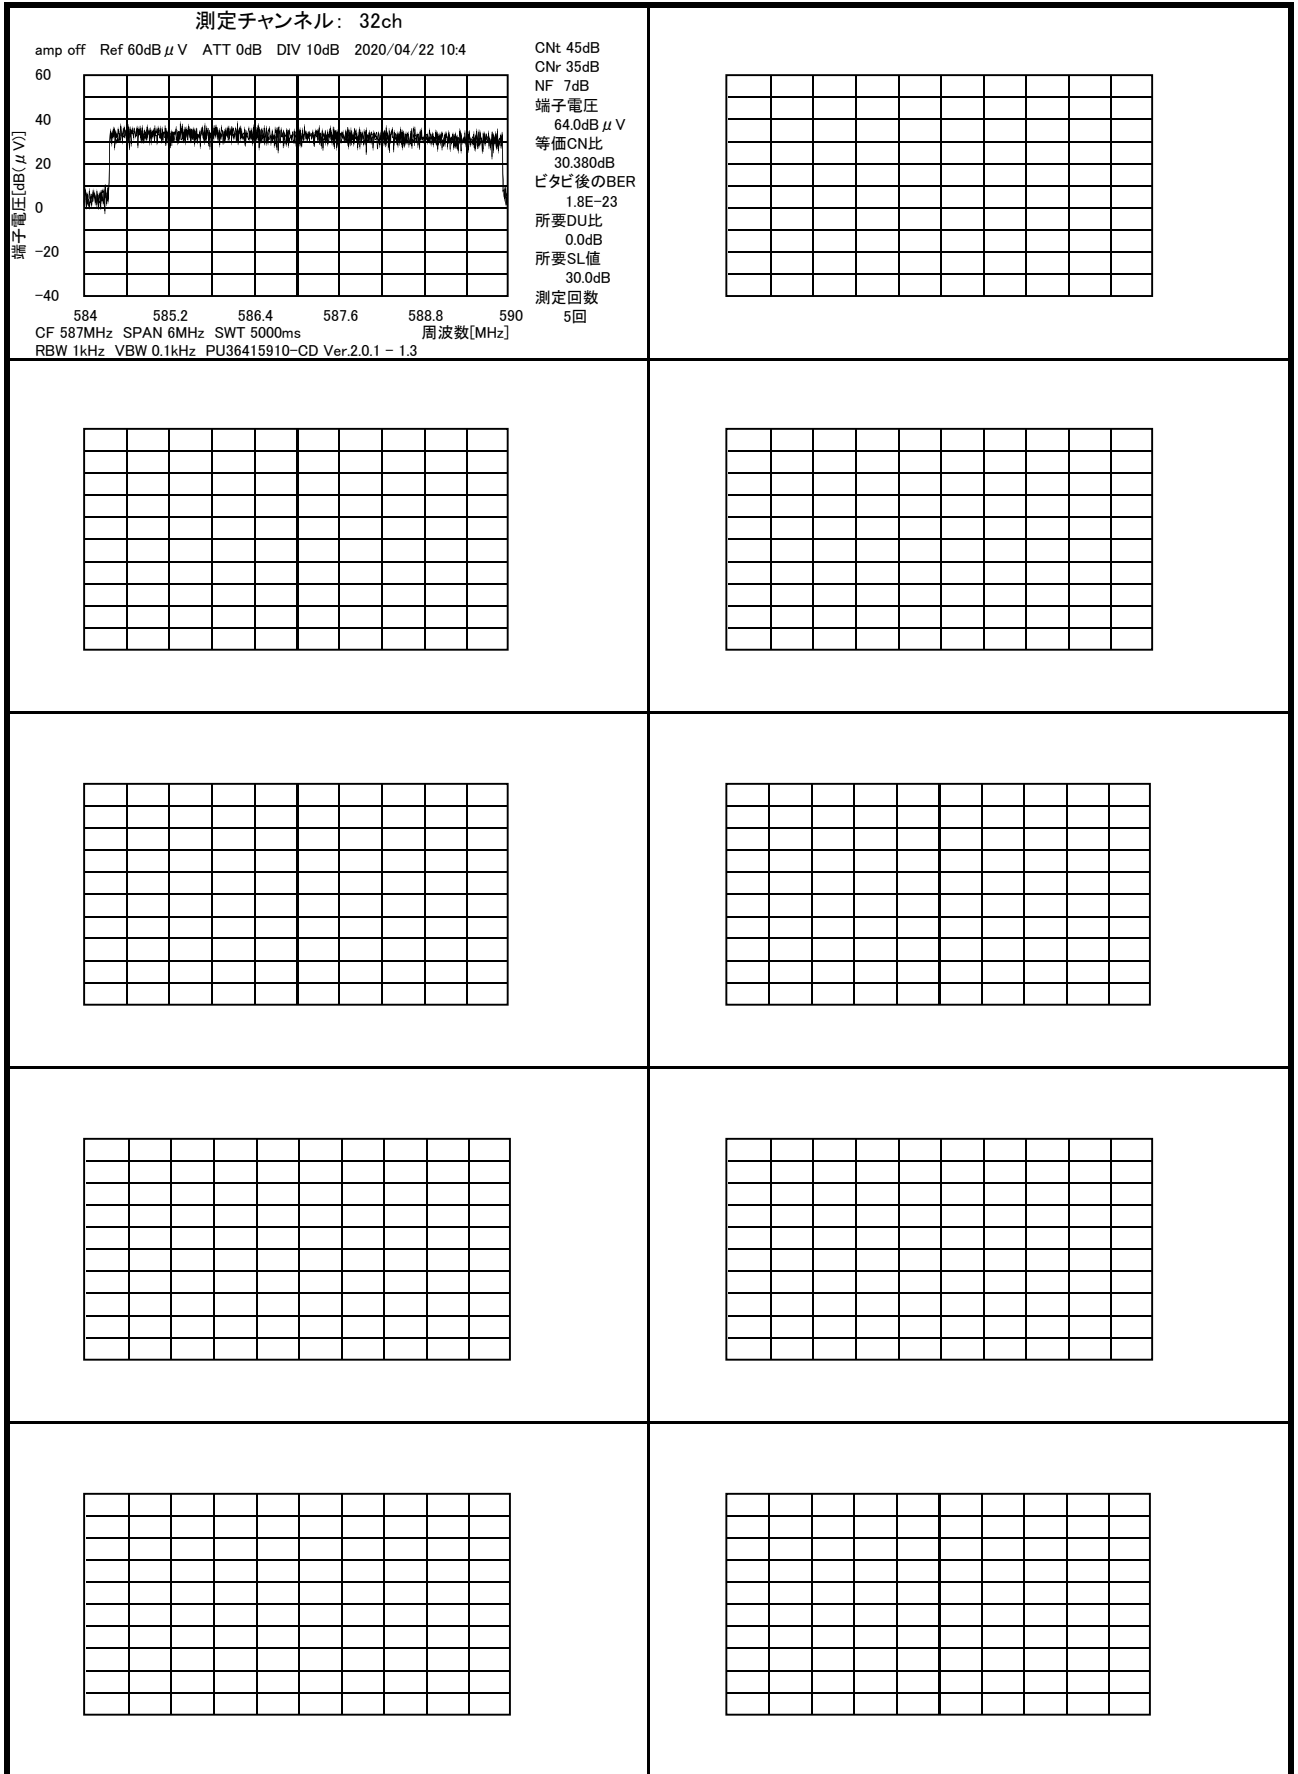 測定チャンネル： 32ch
amp off Ref 60dBμV ATT 0dB DIV 10dB 2020/04/22 10:4
CNt 45dB
CNr 35dB
NF 7dB
端子電圧
64.0dBμV
等価CN比
30.380dB
ビタビ後のBER
1.8E-23
所要DU比
0.0dB
所要SL値
30.0dB
測定回数
5回
端子電圧[dB(μV)]
60
40
20
0
-20
-40
584 585.2 586.4 587.6 588.8 590
CF 587MHz SPAN 6MHz SWT 5000ms 周波数[MHz]
RBW 1kHz VBW 0.1kHz PU36415910-CD Ver.2.0.1 - 1.3